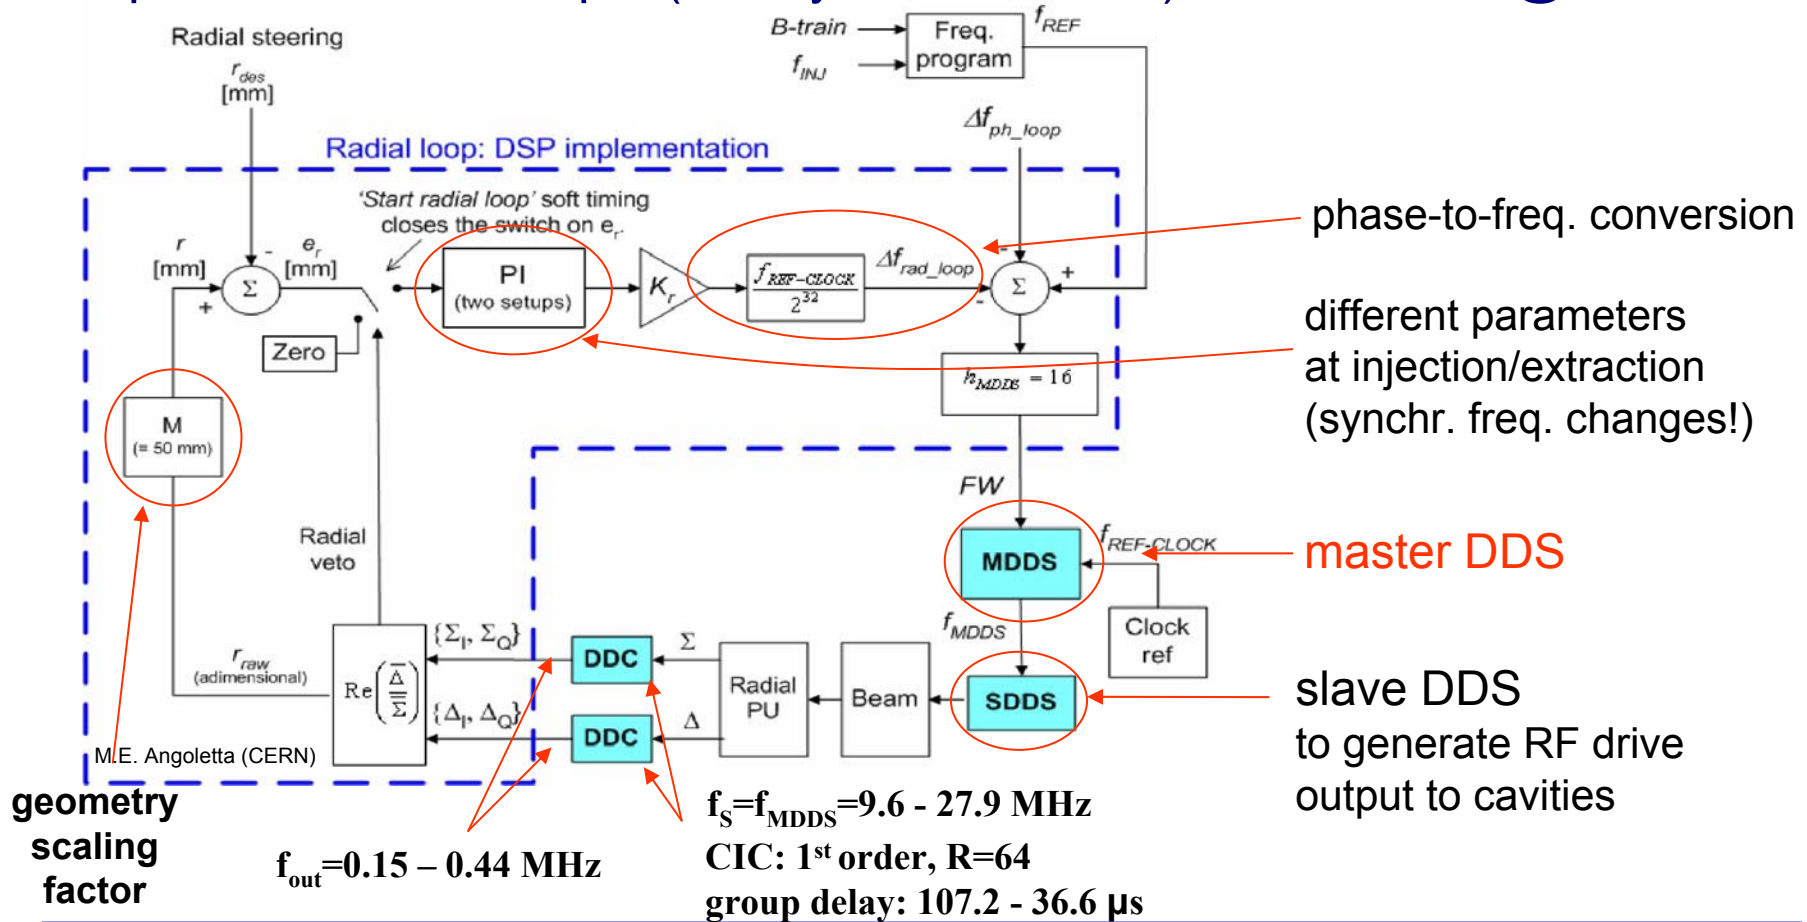 Radial steering
r_des
[mm]
B-train
f_INJ
Freq.
program
f_REF
Δf_ph_loop
Radial loop: DSP implementation
'Start radial loop' soft timing
closes the switch on e_r.
r
[mm]
+
-
Σ
e_r
[mm]
Zero
PI
(two setups)
K_r
f_REF-CLOCK
2^32
Δf_rad_loop
-
-
+
Σ
h_MDDS = 16
phase-to-freq. conversion
different parameters
at injection/extraction
(synchr. freq. changes!)
M
(= 50 mm)
Radial
veto
FW
MDDS
f_REF-CLOCK
master DDS
Clock
ref
f_MDDS
SDDS
slave DDS
to generate RF drive
output to cavities
r_raw
(adimensional)
Re(Δ/Σ)
{Σ_I, Σ_Q}
{Δ_I, Δ_Q}
DDC
DDC
Σ
Δ
Radial
PU
Beam
M.E. Angoletta (CERN)
geometry
scaling
factor
f_out=0.15 – 0.44 MHz
f_S=f_MDDS=9.6 - 27.9 MHz
CIC: 1st order, R=64
group delay: 107.2 - 36.6 µs